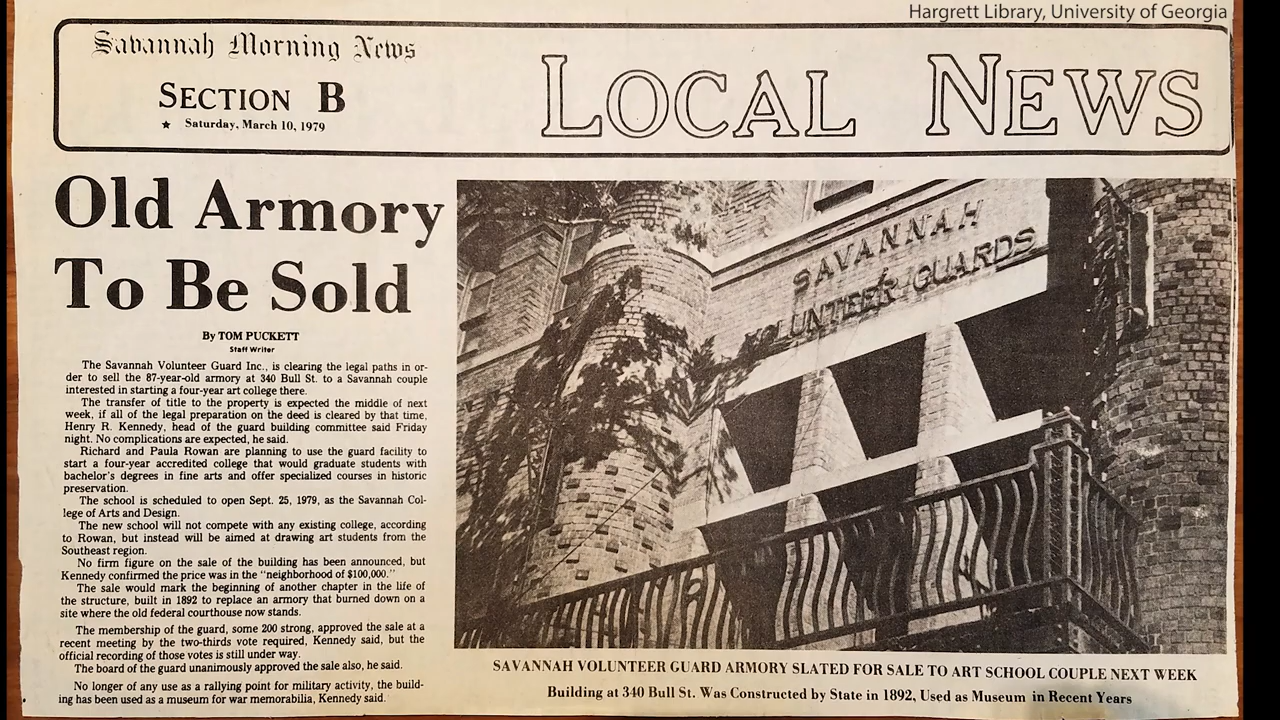 Hargrett Library, University of Georgia
Savannah Morning News
SECTION B
★ Saturday, March 10, 1979
LOCAL NEWS
Old Armory
To Be Sold
By TOM PUCKETT
Staff Writer
The Savannah Volunteer Guard Inc., is clearing the legal paths in or-
der to sell the 87-year-old armory at 340 Bull St. to a Savannah couple
interested in starting a four-year art college there.
The transfer of title to the property is expected the middle of next
week, if all of the legal preparation on the deed is cleared by that time,
Henry R. Kennedy, head of the guard building committee said Friday
night. No complications are expected, he said.
Richard and Paula Rowan are planning to use the guard facility to
start a four-year accredited college that would graduate students with
bachelor's degrees in fine arts and offer specialized courses in historic
preservation.
The school is scheduled to open Sept. 25, 1979, as the Savannah Col-
lege of Arts and Design.
The new school will not compete with any existing college, according
to Rowan, but instead will be aimed at drawing art students from the
Southeast region.
No firm figure on the sale of the building has been announced, but
Kennedy confirmed the price was in the "neighborhood of $100,000."
The sale would mark the beginning of another chapter in the life of
the structure, built in 1892 to replace an armory that burned down on a
site where the old federal courthouse now stands.
The membership of the guard, some 200 strong, approved the sale at a
recent meeting by the two-thirds vote required, Kennedy said, but the
official recording of those votes is still under way.
The board of the guard unanimously approved the sale also, he said.
No longer of any use as a rallying point for military activity, the build-
ing has been used as a museum for war memorabilia, Kennedy said.
SAVANNAH
VOLUNTEER GUARDS
SAVANNAH VOLUNTEER GUARD ARMORY SLATED FOR SALE TO ART SCHOOL COUPLE NEXT WEEK
Building at 340 Bull St. Was Constructed by State in 1892, Used as Museum in Recent Years